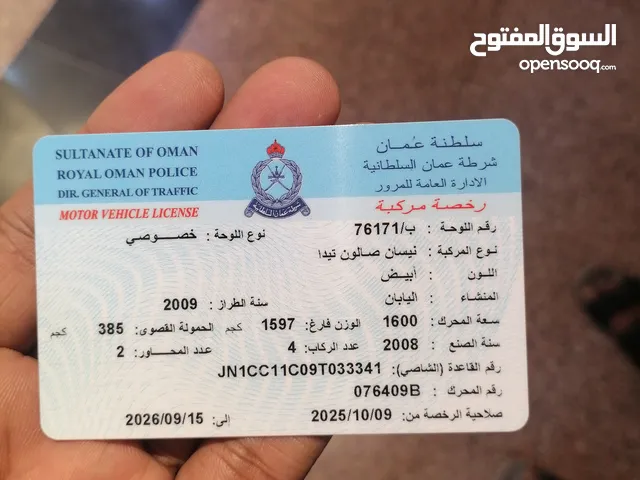 السوق المفتوح
opensooq.com
SULTANATE OF OMAN
ROYAL OMAN POLICE
DIR. GENERAL OF TRAFFIC
MOTOR VEHICLE LICENSE
سلطنة عُمان
شرطة عمان السلطانية
الادارة العامة للمرور
رخصة مركبة
شرطة عمان السلطانية
رقم اللوحة : ب/76171 نوع اللوحة : خصوصي
نوع المركبة : نيسان صالون تيدا
اللون : أبيض
المنشاء : اليابان سنة الطراز : 2009
سعة المحرك : 1600 الوزن فارغ: 1597 كجم الحمولة القصوى: 385 كجم
سنة الصنع : 2008 عدد الركاب: 4 عدد المحاور: 2
رقم القاعدة (الشاصي): JN1CC11C09T033341
رقم المحرك : 076409B
صلاحية الرخصة من 2025/10/09 إلى: 2026/09/15